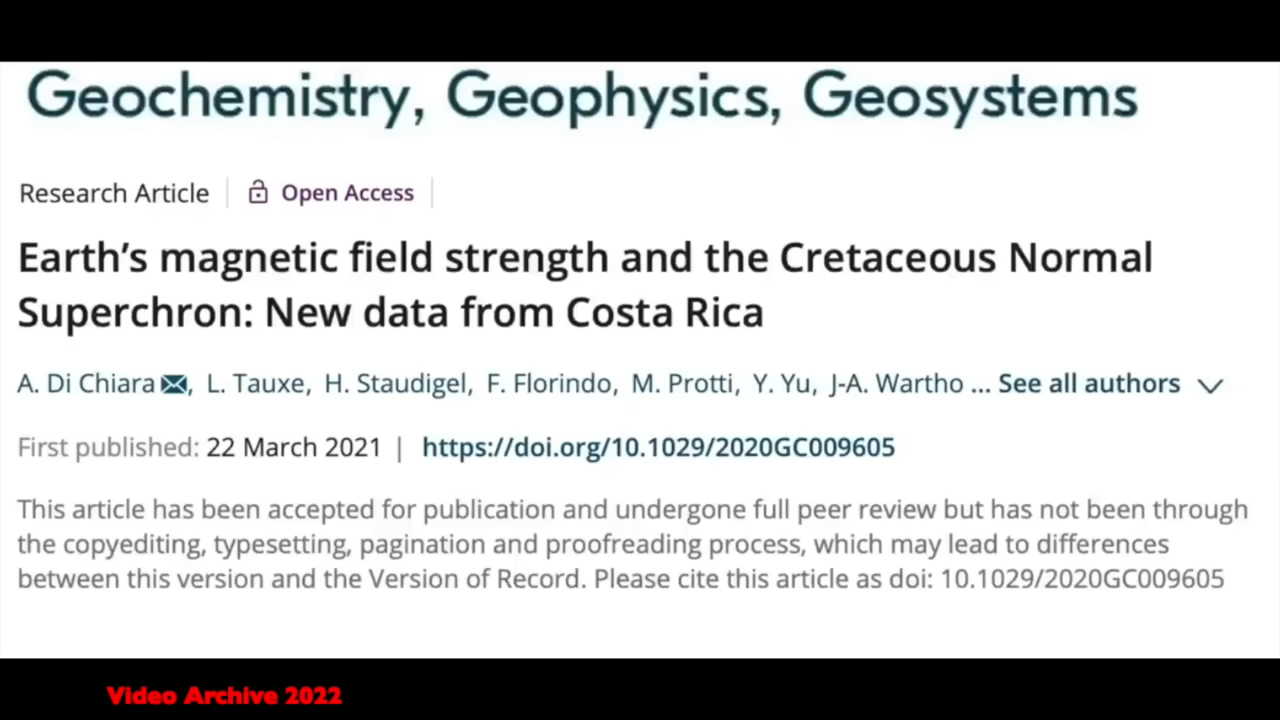 Geochemistry, Geophysics, Geosystems
Research Article | Open Access |
Earth's magnetic field strength and the Cretaceous Normal
Superchron: New data from Costa Rica
A. Di Chiara, L. Tauxe, H. Staudigel, F. Florindo, M. Protti, Y. Yu, J-A. Wartho ... See all authors
First published: 22 March 2021 | https://doi.org/10.1029/2020GC009605
This article has been accepted for publication and undergone full peer review but has not been through
the copyediting, typesetting, pagination and proofreading process, which may lead to differences
between this version and the Version of Record. Please cite this article as doi: 10.1029/2020GC009605
Video Archive 2022